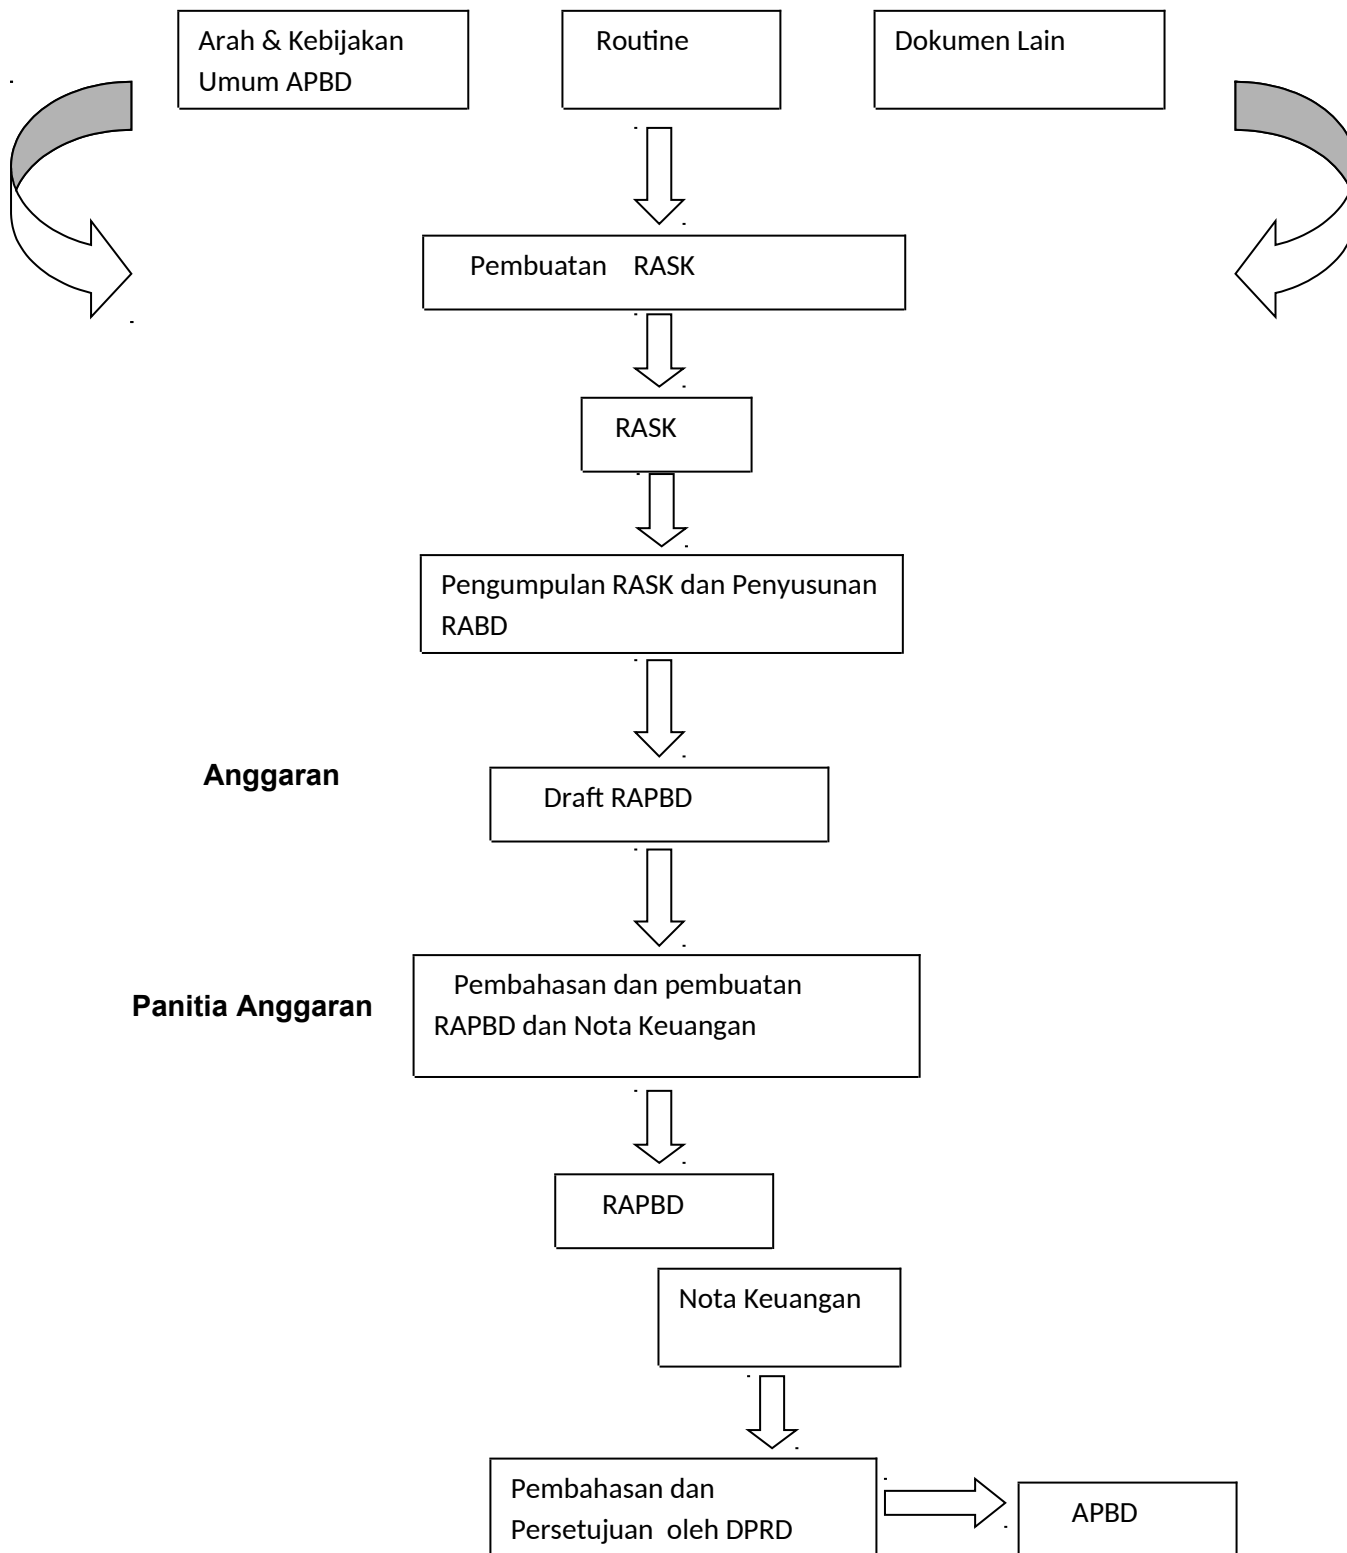 Arah & Kebijakan
Umum APBD
Routine
Dokumen Lain
Pembuatan RASK
RASK
Pengumpulan RASK dan Penyusunan
RABD
Anggaran
Draft RAPBD
Panitia Anggaran
Pembahasan dan pembuatan
RAPBD dan Nota Keuangan
RAPBD
Nota Keuangan
Pembahasan dan
Persetujuan oleh DPRD
APBD